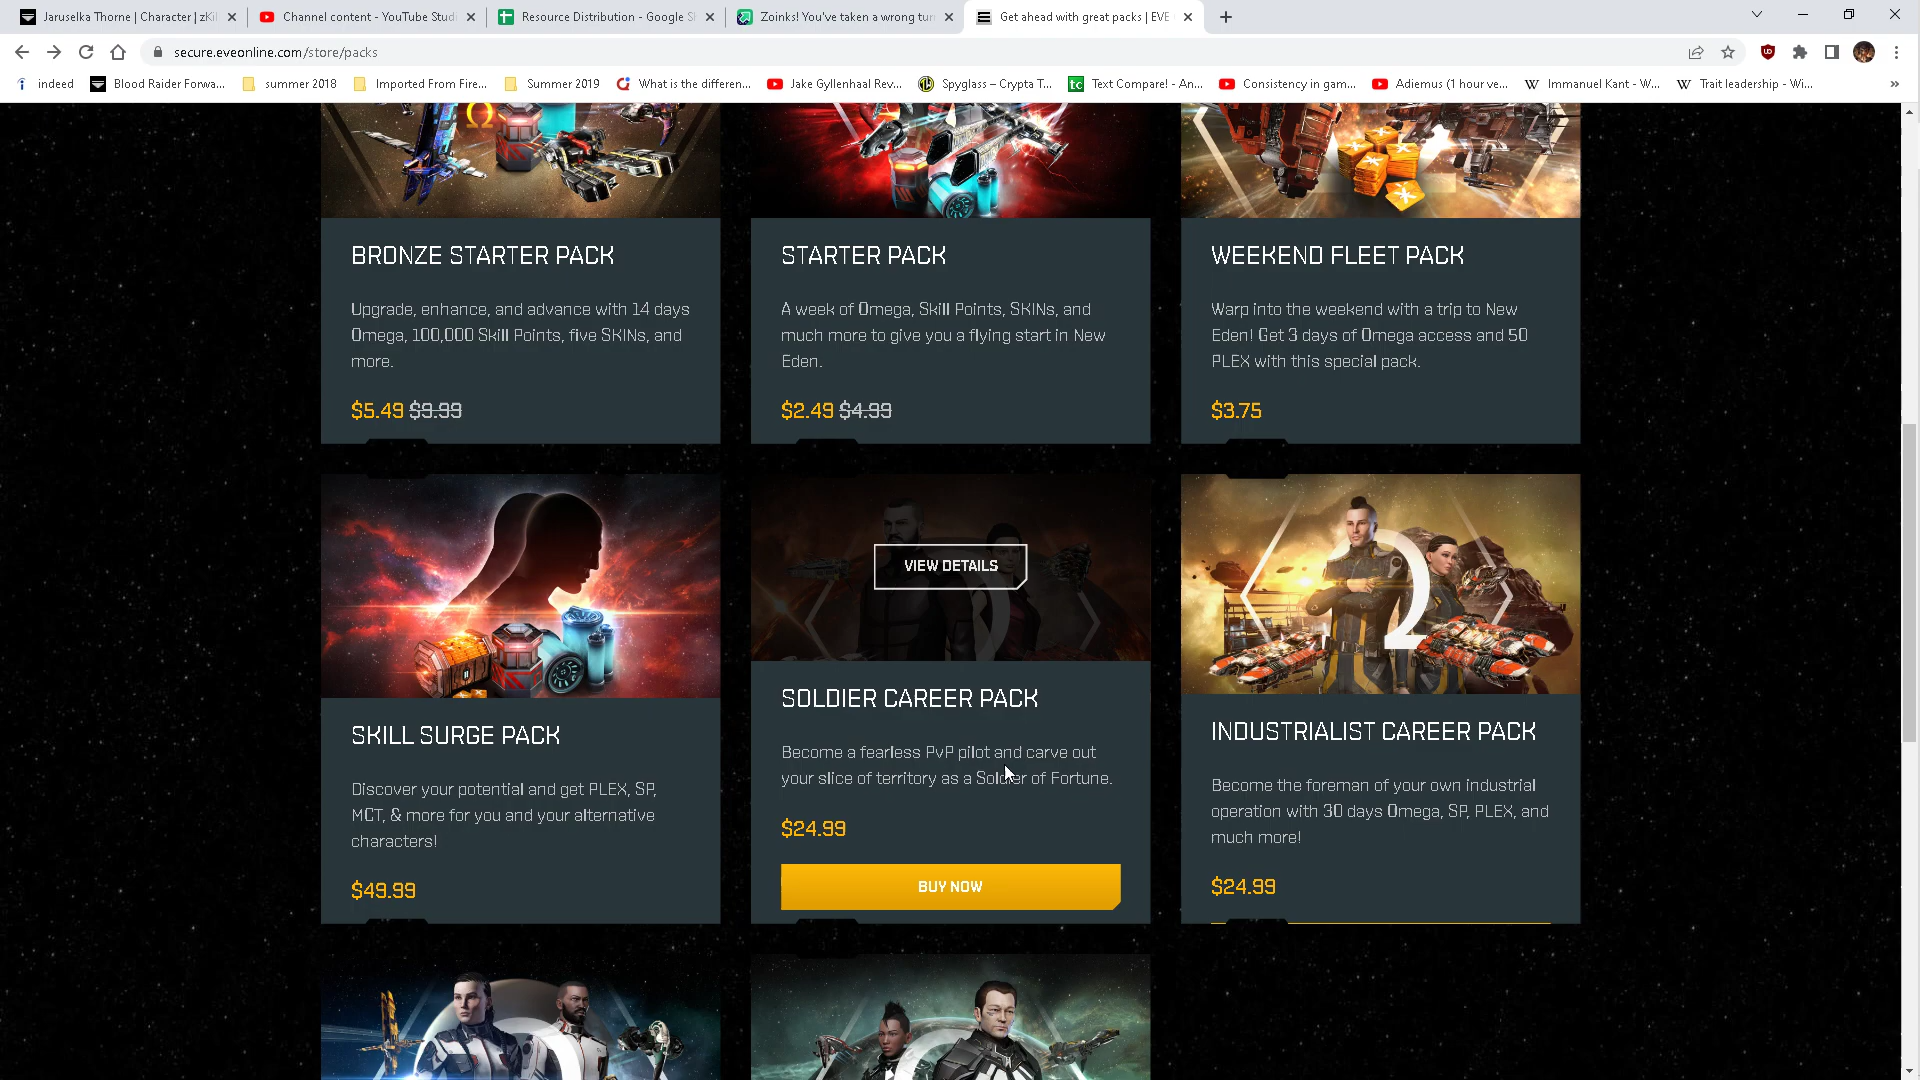 Jaruselka Thorne | Character | zKil
Channel content - YouTube Studi
Resource Distribution - Google S
Zoinks! You've taken a wrong tur
Get ahead with great packs | EVE
secure.eveonline.com/store/packs
indeed
Blood Raider Forwa...
summer 2018
Imported From Fire...
Summer 2019
What is the differen...
Jake Gyllenhaal Rev...
Spyglass – Crypta T...
tc
Text Compare! - An...
Consistency in gam...
Adiemus (1 hour ve...
W
Immanuel Kant - W...
W
Trait leadership - Wi...
»
BRONZE STARTER PACK
Upgrade, enhance, and advance with 14 days
Omega, 100,000 Skill Points, five SKINs, and
more.
$5.49 $9.99
STARTER PACK
A week of Omega, Skill Points, SKINs, and
much more to give you a flying start in New
Eden.
$2.49 $4.99
WEEKEND FLEET PACK
Warp into the weekend with a trip to New
Eden! Get 3 days of Omega access and 50
PLEX with this special pack.
$3.75
SKILL SURGE PACK
Discover your potential and get PLEX, SP,
MCT, & more for you and your alternative
characters!
$49.99
VIEW DETAILS
SOLDIER CAREER PACK
Become a fearless PvP pilot and carve out
your slice of territory as a Soldier of Fortune.
$24.99
BUY NOW
INDUSTRIALIST CAREER PACK
Become the foreman of your own industrial
operation with 30 days Omega, SP, PLEX, and
much more!
$24.99